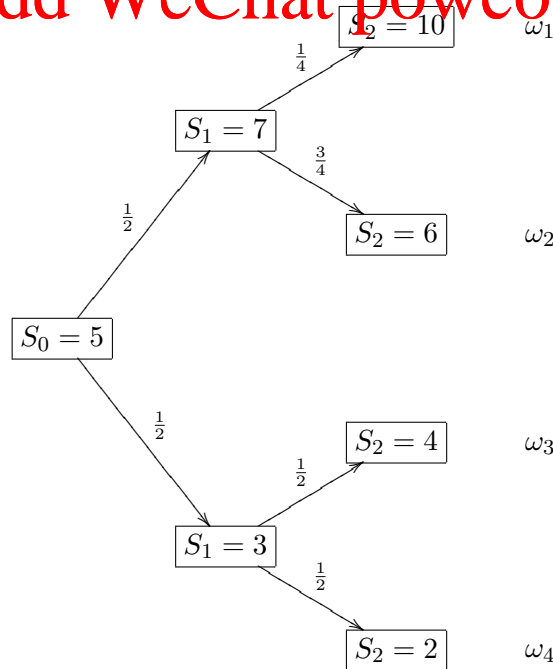 dd WeChat powco
S₂ = 10 ω₁
1/4
S₁ = 7
3/4
1/2
S₂ = 6 ω₂
S₀ = 5
1/2
S₂ = 4 ω₃
1/2
S₁ = 3
1/2
S₂ = 2 ω₄